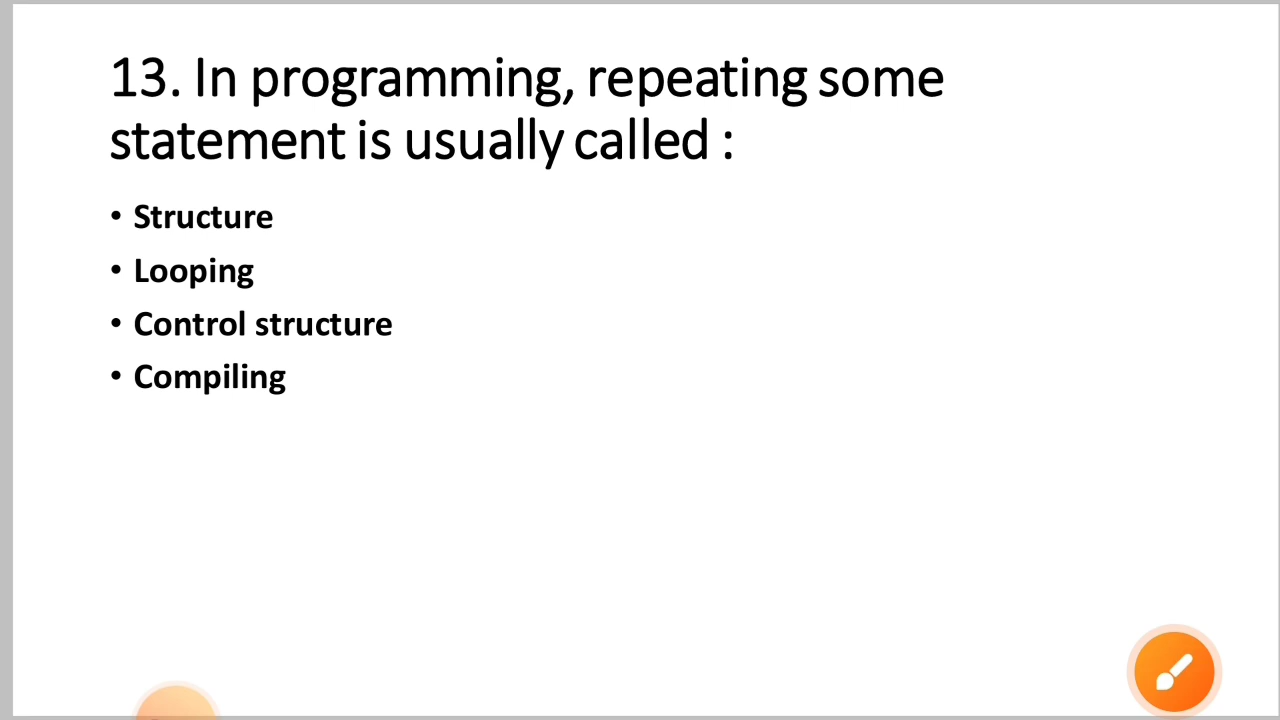 13. In programming, repeating some
statement is usually called :
• Structure
• Looping
• Control structure
• Compiling